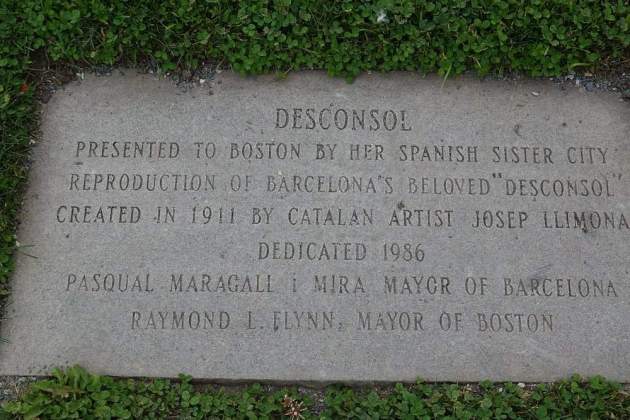 DESCONSOL
PRESENTED TO BOSTON BY HER SPANISH SISTER CITY
REPRODUCTION OF BARCELONA'S BELOVED "DESCONSOL"
CREATED IN 1911 BY CATALAN ARTIST JOSEP LLIMONA
DEDICATED 1986
PASQUAL MARAGALL i MIRA MAYOR OF BARCELONA
RAYMOND L. FLYNN, MAYOR OF BOSTON